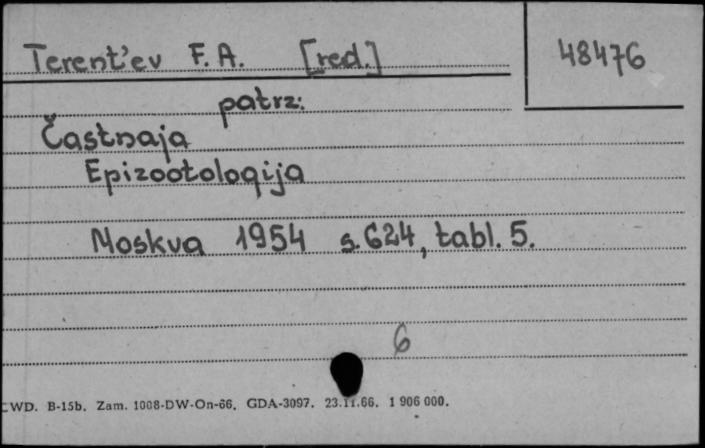 Terent'ev F. A. [red.]
48476
patrz:
Častnaja
Epizootologija
Moskva 1954 s. 624, tabl. 5.
6
CWD. B-15b. Zam. 1008-DW-On-66. GDA-3097. 23.11.66. 1 906 000.